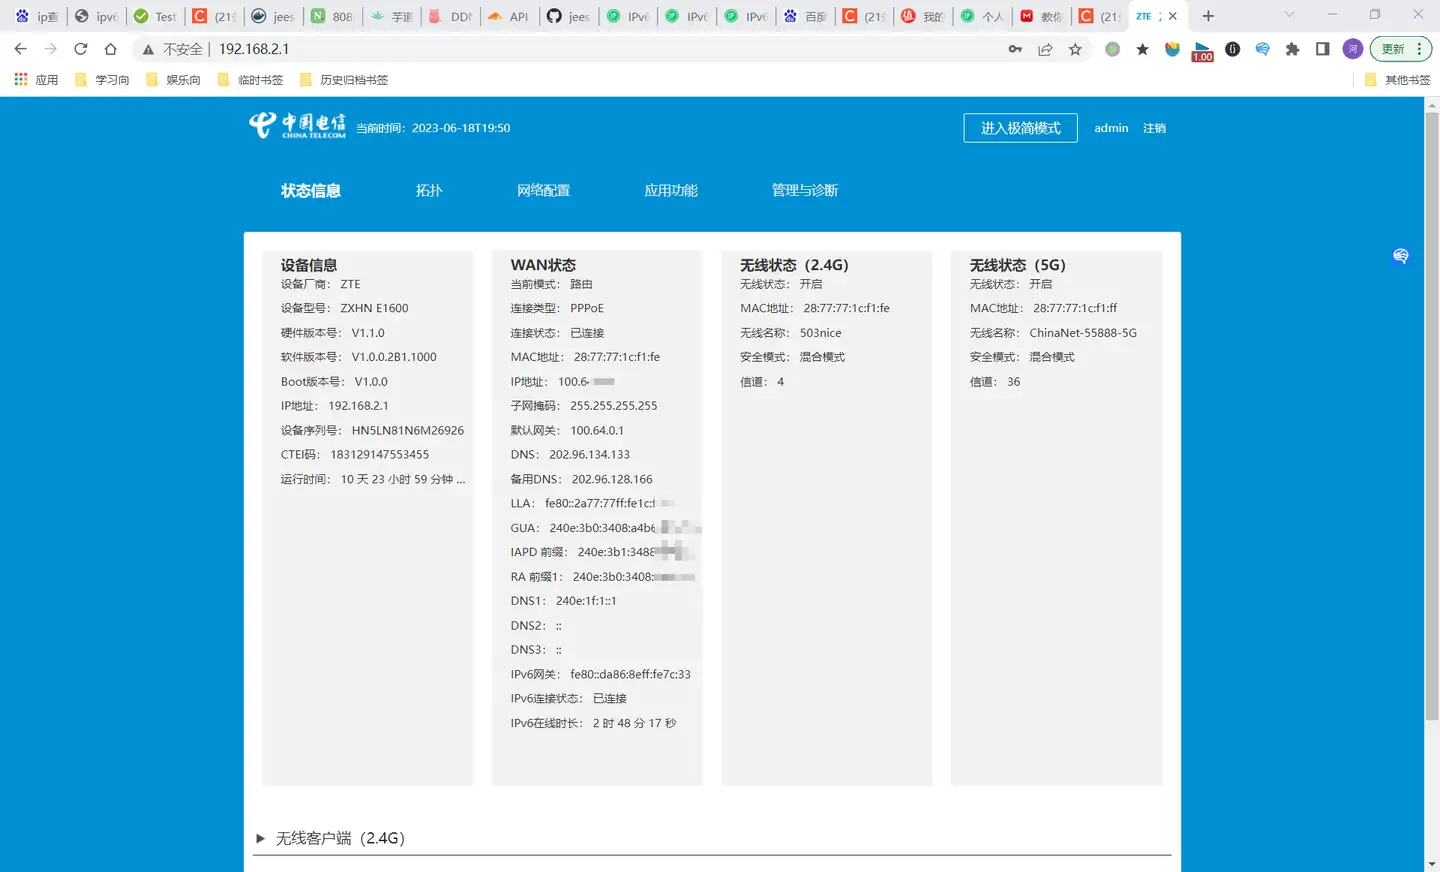 ip查 ipv6 Test (21条 jees 808 芋道 DDN API jees IPv6 IPv6 IPv6 百度 (21条 我的 个人 教你 (21条 ZTE
不安全 192.168.2.1 1.00 河 更新
应用 学习向 娱乐向 临时书签 历史归档书签 其他书签
中国电信 CHINA TELECOM 当前时间：2023-06-18T19:50 进入极简模式 admin 注销
状态信息 拓扑 网络配置 应用功能 管理与诊断
设备信息
设备厂商： ZTE
设备型号： ZXHN E1600
硬件版本号： V1.1.0
软件版本号： V1.0.0.2B1.1000
Boot版本号： V1.0.0
IP地址： 192.168.2.1
设备序列号： HN5LN81N6M26926
CTEI码： 183129147553455
运行时间： 10 天 23 小时 59 分钟 ...
WAN状态
当前模式： 路由
连接类型： PPPoE
连接状态： 已连接
MAC地址： 28:77:77:1c:f1:fe
IP地址： 100.64
子网掩码： 255.255.255.255
默认网关： 100.64.0.1
DNS： 202.96.134.133
备用DNS： 202.96.128.166
LLA： fe80::2a77:77ff:fe1c:f
GUA： 240e:3b0:3408:a4b6
IAPD 前缀： 240e:3b1:3488
RA 前缀1： 240e:3b0:3408:
DNS1： 240e:1f:1::1
DNS2： ::
DNS3： ::
IPv6网关： fe80::da86:8eff:fe7c:33
IPv6连接状态： 已连接
IPv6在线时长： 2 时 48 分 17 秒
无线状态（2.4G）
无线状态： 开启
MAC地址： 28:77:77:1c:f1:fe
无线名称： 503nice
安全模式： 混合模式
信道： 4
无线状态（5G）
无线状态： 开启
MAC地址： 28:77:77:1c:f1:ff
无线名称： ChinaNet-55888-5G
安全模式： 混合模式
信道： 36
无线客户端（2.4G）